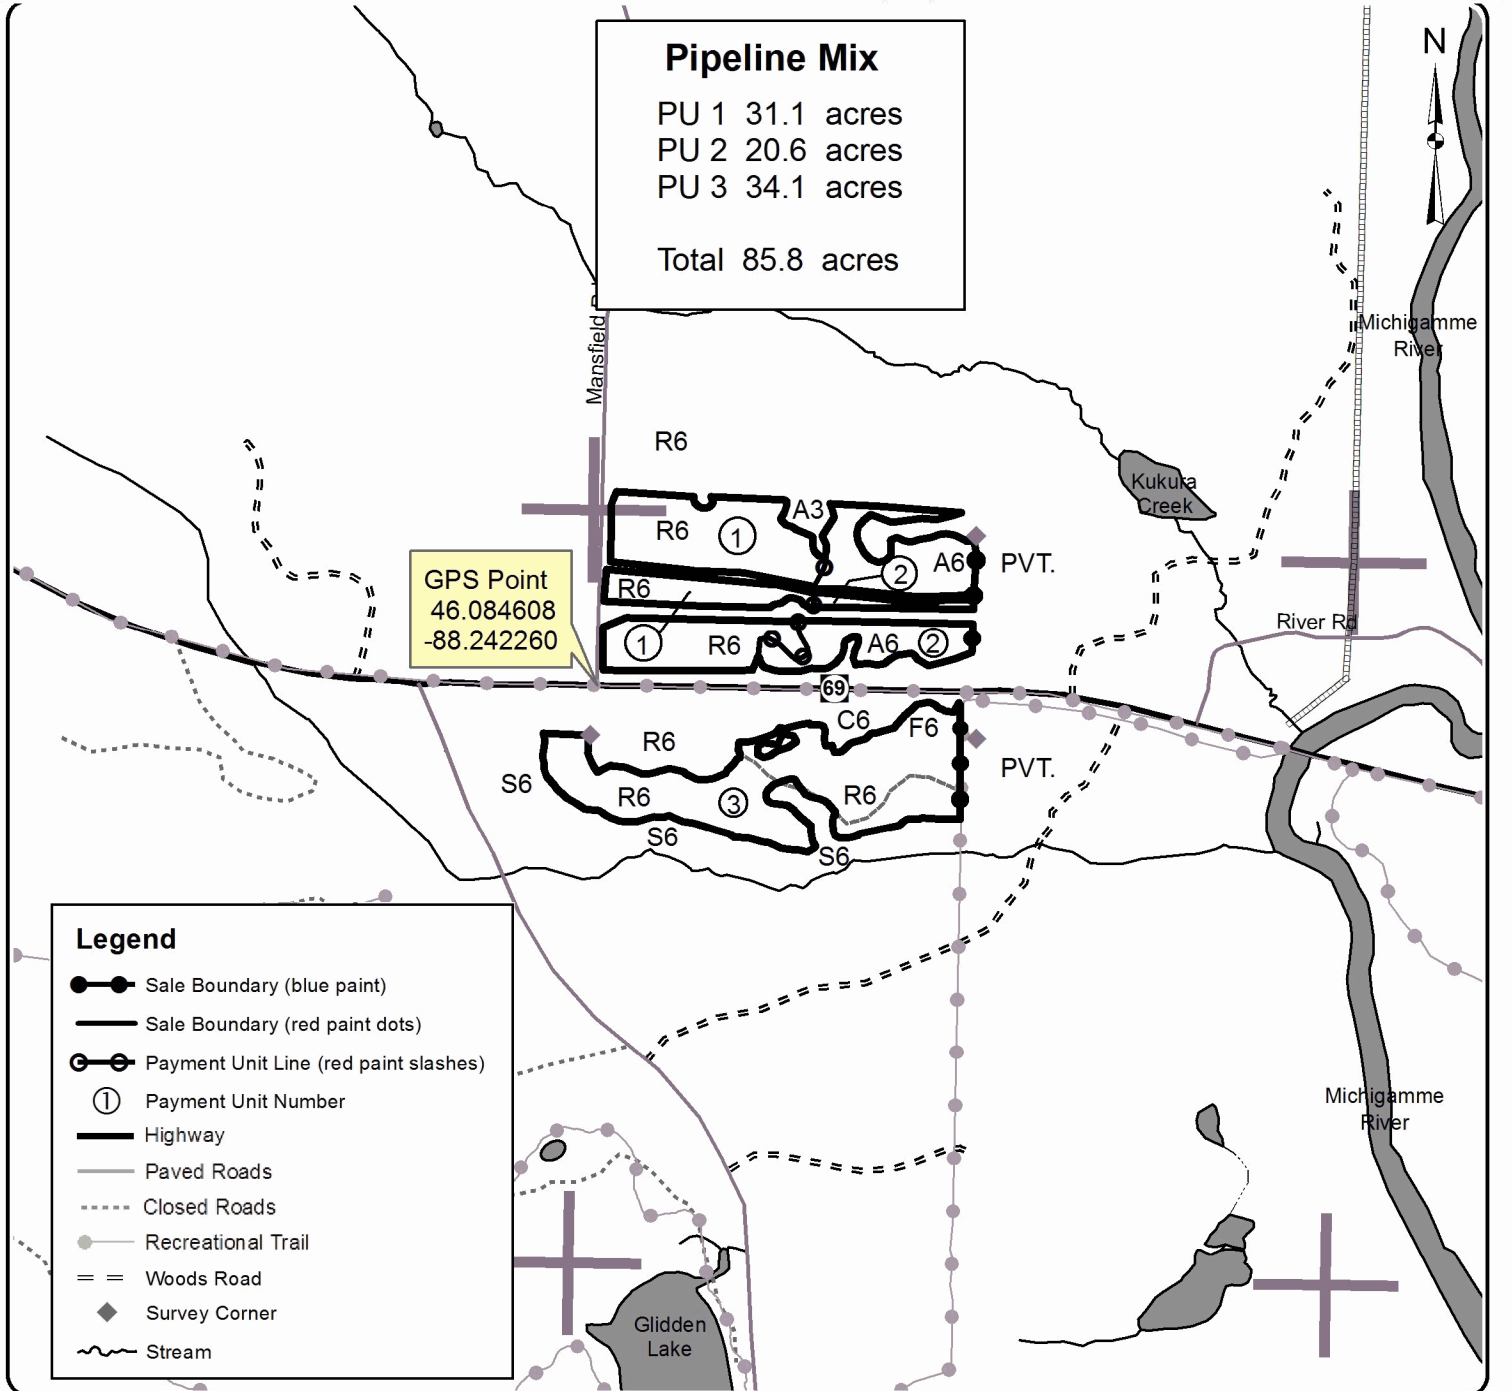 Pipeline Mix
PU 1 31.1 acres
PU 2 20.6 acres
PU 3 34.1 acres
Total 85.8 acres
N
Michigamme
River
Mansfield
R6
Kukura
Creek
A3
R6
1
A6
PVT.
2
R6
GPS Point
46.084608
-88.242260
1
R6
A6
2
River Rd
69
C6
F6
R6
PVT.
S6
R6
3
R6
S6
S6
Legend
Sale Boundary (blue paint)
Sale Boundary (red paint dots)
Payment Unit Line (red paint slashes)
1 Payment Unit Number
Highway
Paved Roads
Closed Roads
Recreational Trail
Woods Road
Survey Corner
Stream
Michigamme
River
Glidden
Lake